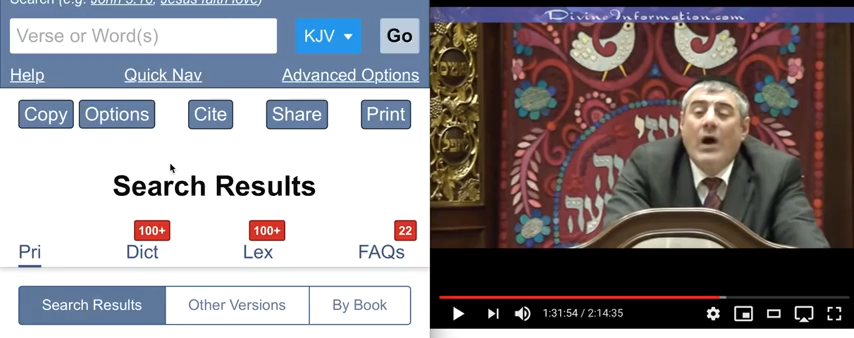 Search (e.g. John 3:16, Jesus faith love)
Verse or Word(s)
KJV
Go
Help
Quick Nav
Advanced Options
Copy
Options
Cite
Share
Print
Search Results
100+
100+
22
Pri
Dict
Lex
FAQs
Search Results
Other Versions
By Book
DivineInformation.com
1:31:54 / 2:14:35